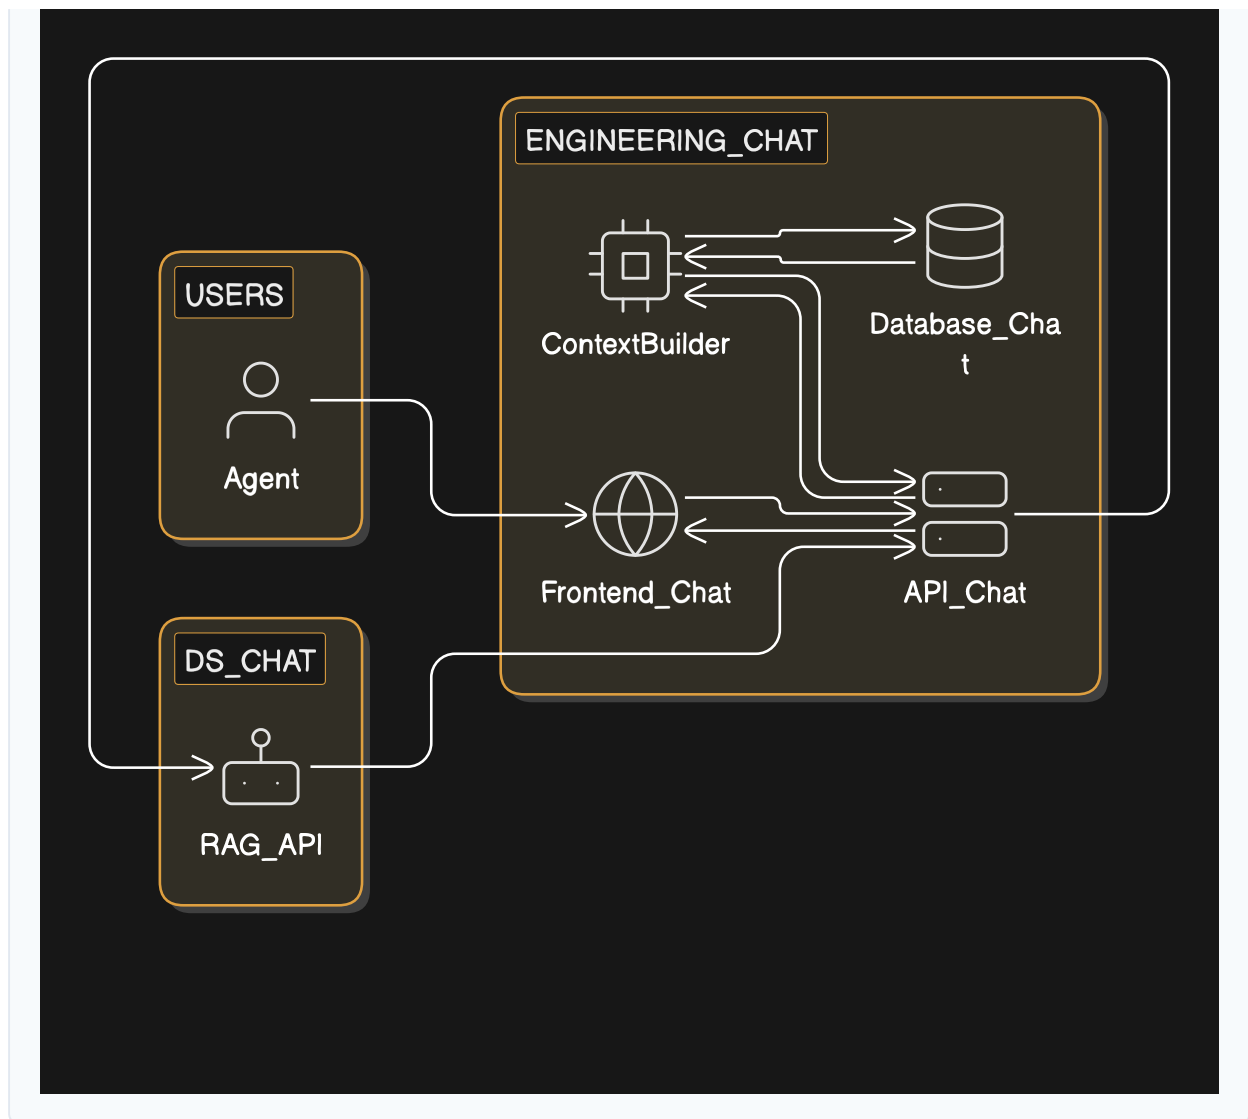 ENGINEERING_CHAT
ContextBuilder
Database_Cha
t
USERS
Agent
Frontend_Chat
API_Chat
DS_CHAT
RAG_API